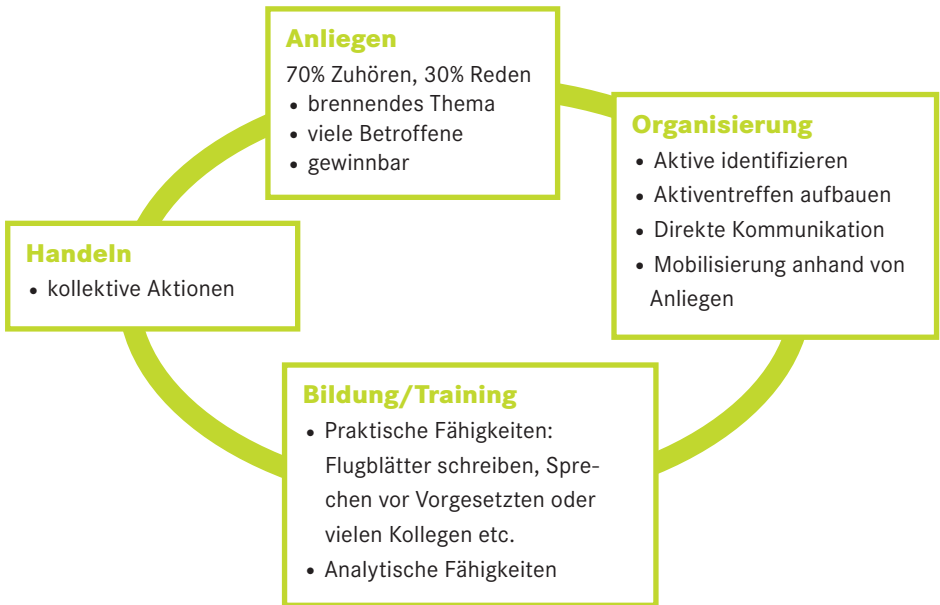 Anliegen
70% Zuhören, 30% Reden
• brennendes Thema
• viele Betroffene
• gewinnbar
Organisierung
• Aktive identifizieren
• Aktiventreffen aufbauen
• Direkte Kommunikation
• Mobilisierung anhand von
Anliegen
Handeln
• kollektive Aktionen
Bildung/Training
• Praktische Fähigkeiten:
Flugblätter schreiben, Spre-
chen vor Vorgesetzten oder
vielen Kollegen etc.
• Analytische Fähigkeiten